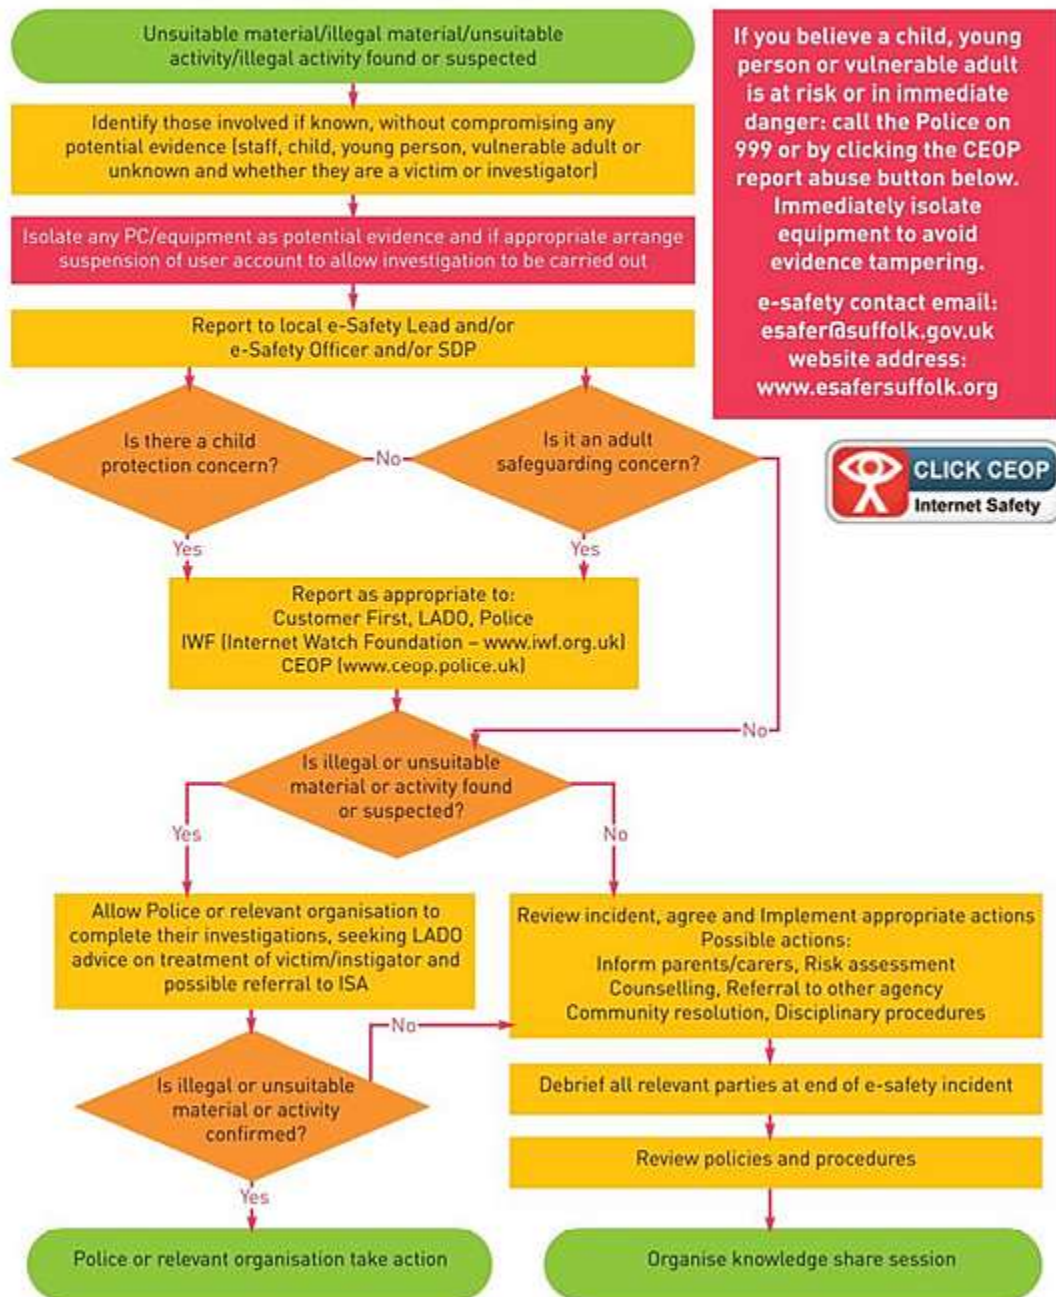 Unsuitable material/illegal material/unsuitable
activity/illegal activity found or suspected
If you believe a child, young
person or vulnerable adult
is at risk or in immediate
danger: call the Police on
999 or by clicking the CEOP
report abuse button below.
Immediately isolate
equipment to avoid
evidence tampering.
e-safety contact email:
esafer@suffolk.gov.uk
website address:
www.esafersuffolk.org
Identify those involved if known, without compromising any
potential evidence (staff, child, young person, vulnerable adult or
unknown and whether they are a victim or investigator)
Isolate any PC/equipment as potential evidence and if appropriate arrange
suspension of user account to allow investigation to be carried out
Report to local e-Safety Lead and/or
e-Safety Officer and/or SDP
Is there a child
protection concern?
No
Is it an adult
safeguarding concern?
CLICK CEOP
Internet Safety
Yes
Yes
Report as appropriate to:
Customer First, LADO, Police
IWF (Internet Watch Foundation – www.iwf.org.uk)
CEOP (www.ceop.police.uk)
No
Is illegal or unsuitable
material or activity found
or suspected?
Yes
No
Allow Police or relevant organisation to
complete their investigations, seeking LADO
advice on treatment of victim/instigator and
possible referral to ISA
Review incident, agree and Implement appropriate actions
Possible actions:
Inform parents/carers, Risk assessment
Counselling, Referral to other agency
Community resolution, Disciplinary procedures
No
Is illegal or unsuitable
material or activity
confirmed?
Debrief all relevant parties at end of e-safety incident
Review policies and procedures
Yes
Police or relevant organisation take action
Organise knowledge share session